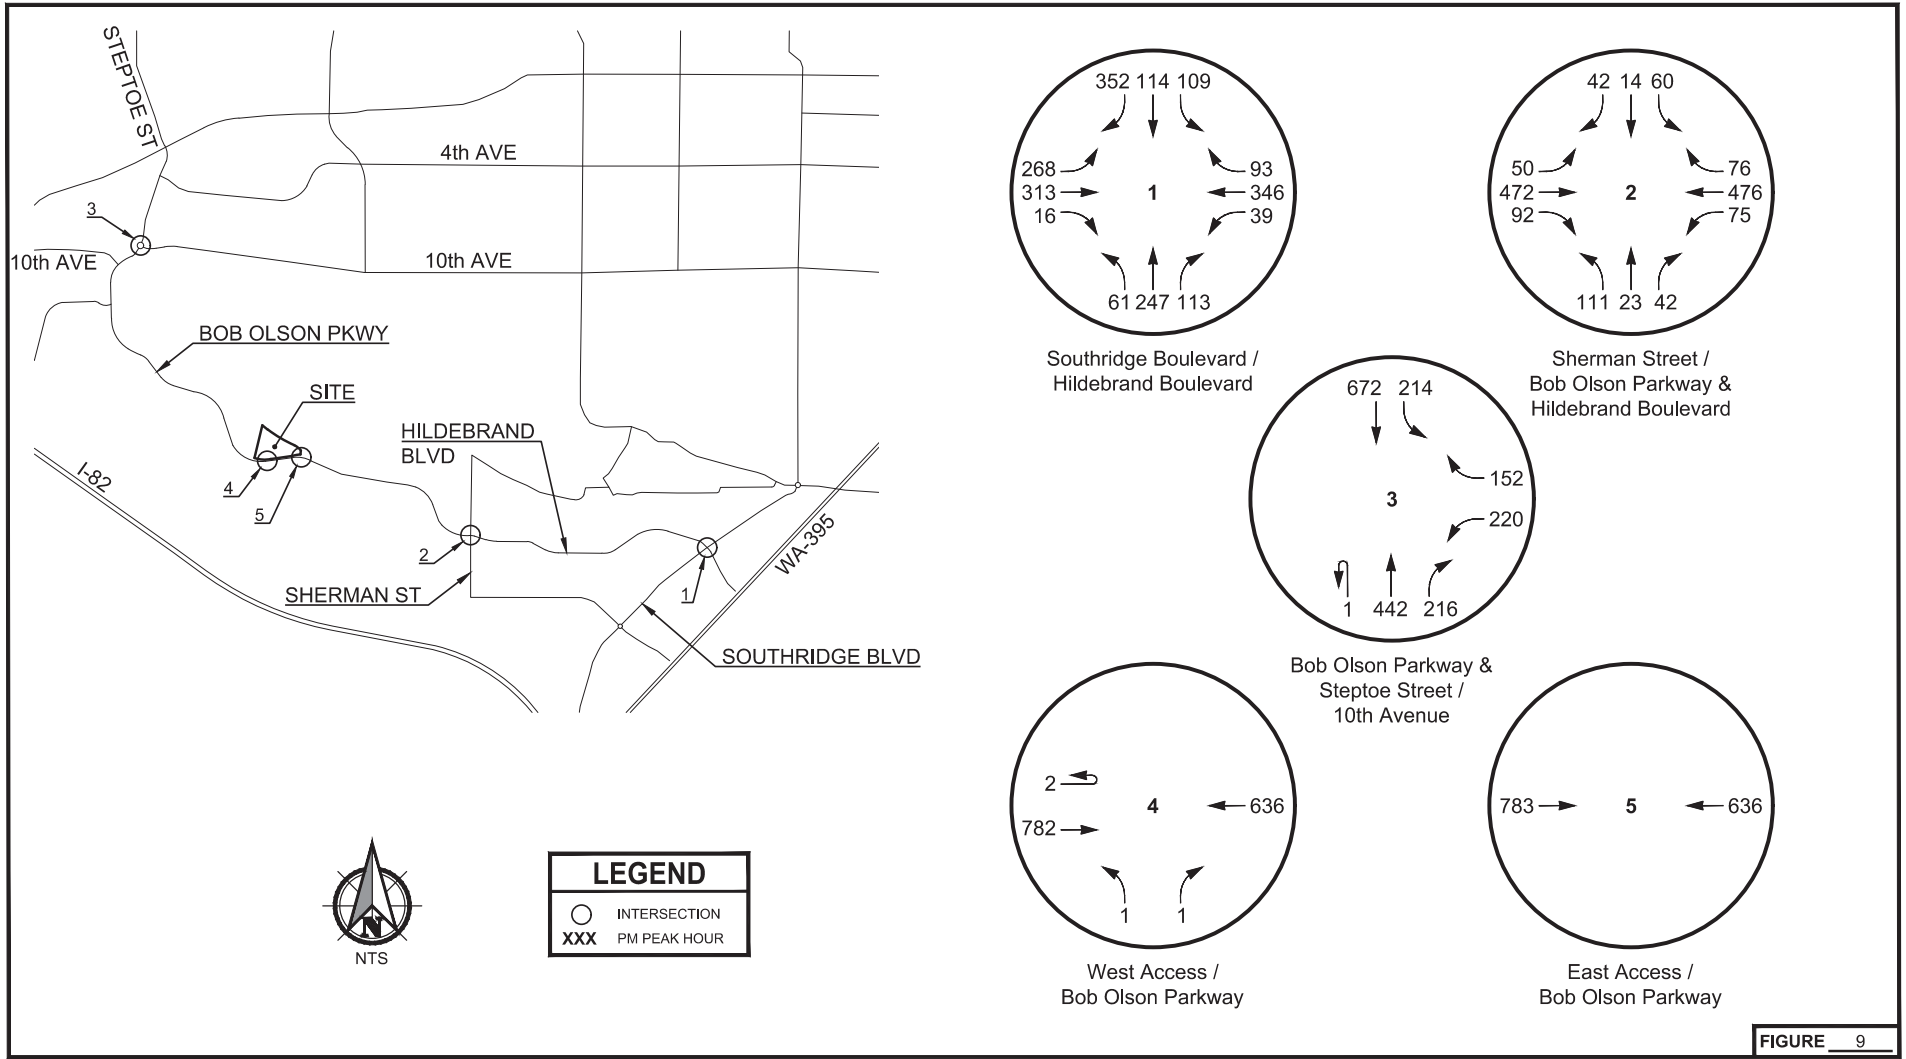 STEPTOE ST
4th AVE
3
10th AVE
10th AVE
BOB OLSON PKWY
SITE
HILDEBRAND
BLVD
I-82
4
5
2
1
WA-395
SHERMAN ST
SOUTHRIDGE BLVD
N
NTS
LEGEND
INTERSECTION
XXX PM PEAK HOUR
352 114 109
268
313
16
1
93
346
39
61 247 113
Southridge Boulevard /
Hildebrand Boulevard
42 14 60
50
472
92
2
76
476
75
111 23 42
Sherman Street /
Bob Olson Parkway &
Hildebrand Boulevard
672 214
3
152
220
1 442 216
Bob Olson Parkway &
Steptoe Street /
10th Avenue
2
782
4
636
1 1
West Access /
Bob Olson Parkway
783
5
636
East Access /
Bob Olson Parkway
FIGURE 9